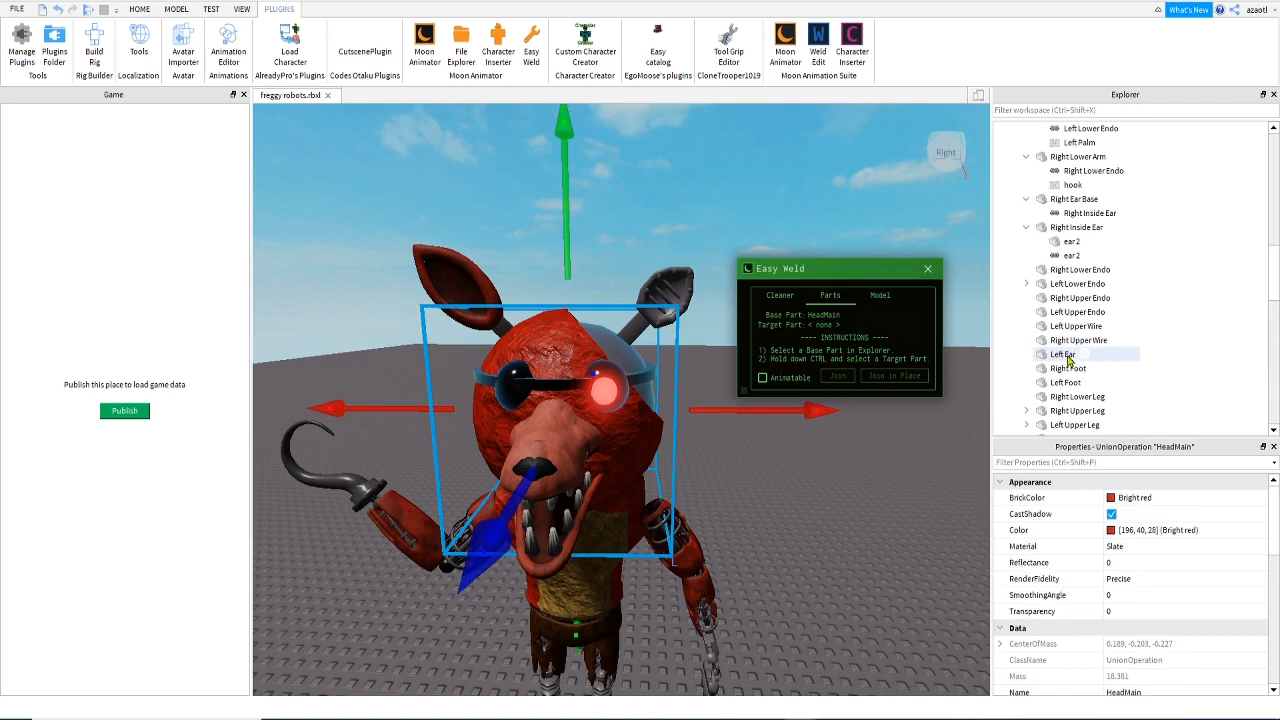 FILE HOME MODEL TEST VIEW PLUGINS What's New azaotl
Manage Plugins
Plugins Folder
Tools
Build Rig
Rig Builder
Tools
Localization
Avatar Importer
Avatar
Animation Editor
Animations
Load Character
AlreadyPro's Plugins
CutscenePlugin
Codes Otaku Plugins
Moon Animator
File Explorer
Character Inserter
Easy Weld
Moon Animator
Custom Character Creator
Character Creator
Easy catalog
EgoMoose's plugins
Tool Grip Editor
CloneTrooper1019
Moon Animator
Weld Edit
Character Inserter
Moon Animation Suite
Game
Publish this place to load game data
Publish
freggy robots.rbxl
Right
Easy Weld
Cleaner Parts Model
Base Part: HeadMain
Target Part: < none >
---- INSTRUCTIONS ----
1) Select a Base Part in Explorer.
2) Hold down CTRL and select a Target Part.
Animatable Join Join in Place
Explorer
Filter workspace (Ctrl+Shift+X)
Left Lower Endo
Left Palm
Right Lower Arm
Right Lower Endo
hook
Right Ear Base
Right Inside Ear
Right Inside Ear
ear2
ear2
Right Lower Endo
Left Lower Endo
Right Upper Endo
Left Upper Endo
Left Upper Wire
Right Upper Wire
Left Ear
Right Foot
Left Foot
Right Lower Leg
Right Upper Leg
Left Upper Leg
Properties - UnionOperation "HeadMain"
Filter Properties (Ctrl+Shift+P)
Appearance
BrickColor Bright red
CastShadow
Color [196, 40, 28] (Bright red)
Material Slate
Reflectance 0
RenderFidelity Precise
SmoothingAngle 0
Transparency 0
Data
CenterOfMass 0.189, -0.203, -0.227
ClassName UnionOperation
Mass 18.381
Name HeadMain